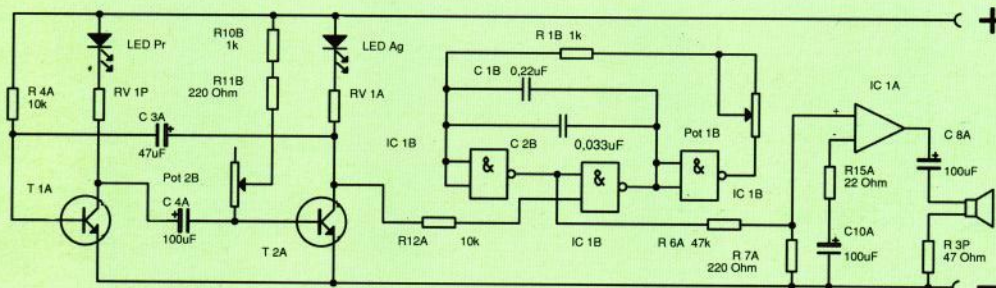 +
LED Pr
R10B
1k
LED Ag
R 1B 1k
C 1B 0,22uF
IC 1A
R11B
220 Ohm
R 4A
10k
RV 1P
RV 1A
C 3A
+
47uF
IC 1B
C 2B
0,033uF
Pot 1B
+
-
C 8A
+
100uF
&
&
&
T 1A
Pot 2B
C 4A
+
100uF
IC 1B
R15A
22 Ohm
T 2A
R12A
10k
IC 1B
R 6A 47k
C10A
+
100uF
R 7A
220 Ohm
R 3P
47 Ohm
-